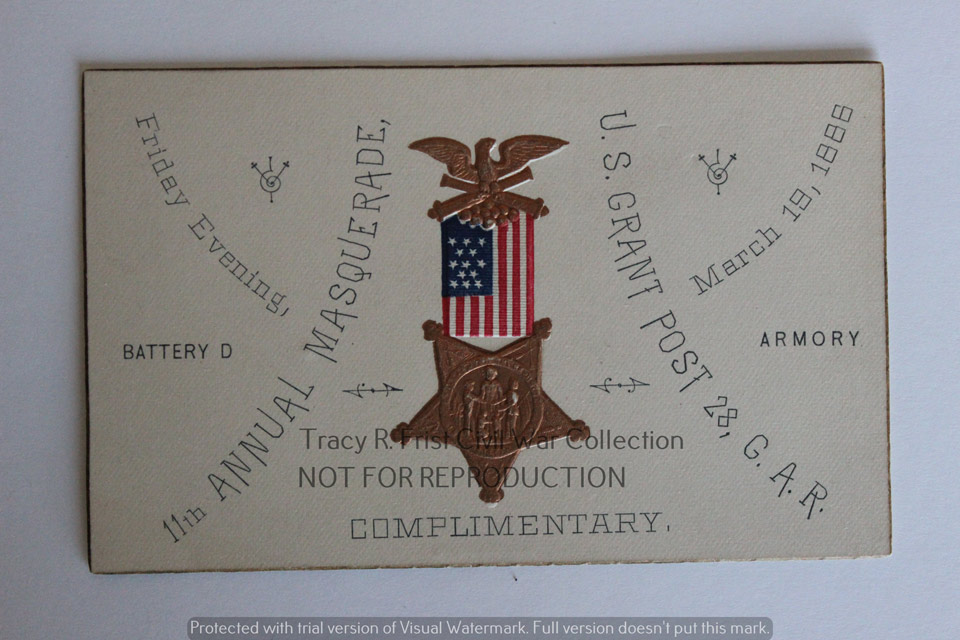 Friday Evening,
March 19, 1888
11th ANNUAL MASQUERADE,
U.S. GRANT POST 28, G. A. R.
BATTERY D
ARMORY
COMPLIMENTARY.
Tracy R. Frist Civil War Collection
NOT FOR REPRODUCTION
Protected with trial version of Visual Watermark. Full version doesn't put this mark.